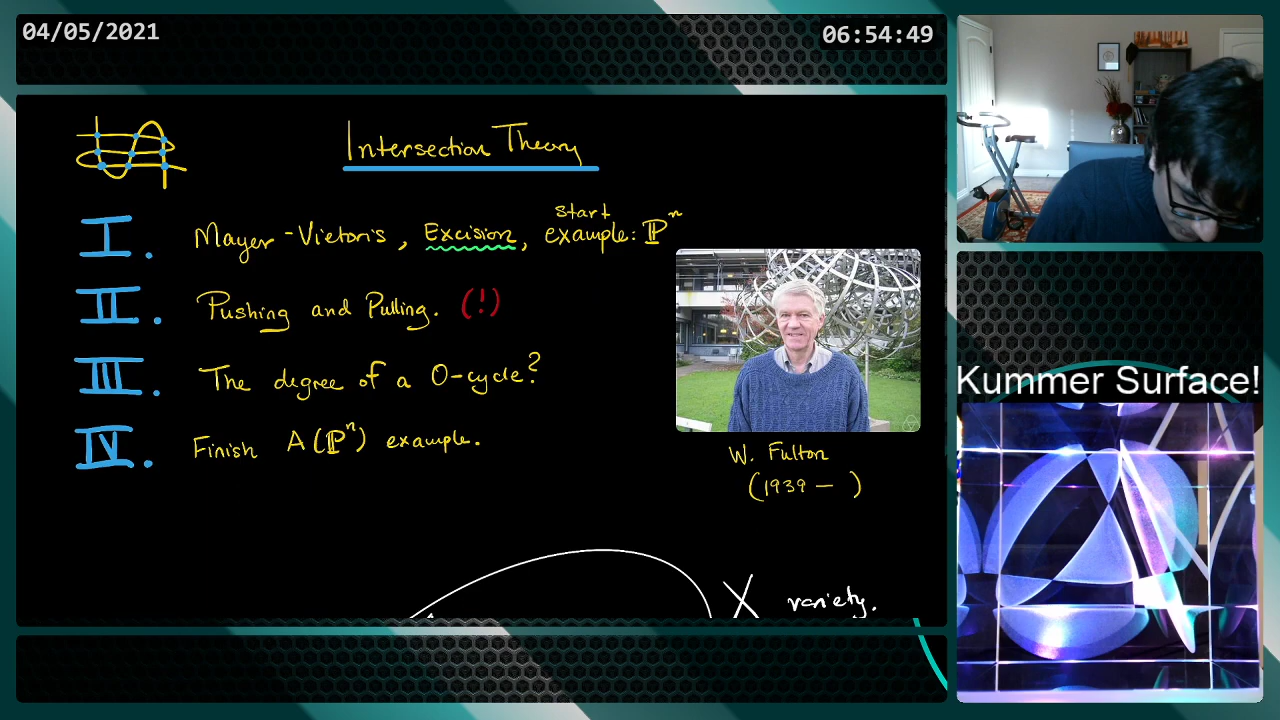 04/05/2021
06:54:49
Intersection Theory
I. Mayer-Vietoris, Excision, start example: ℙⁿ
II. Pushing and Pulling. (!)
III. The degree of a 0-cycle?
IV. Finish A(ℙⁿ) example.
W. Fulton
(1939 — )
X variety.
Kummer Surface!